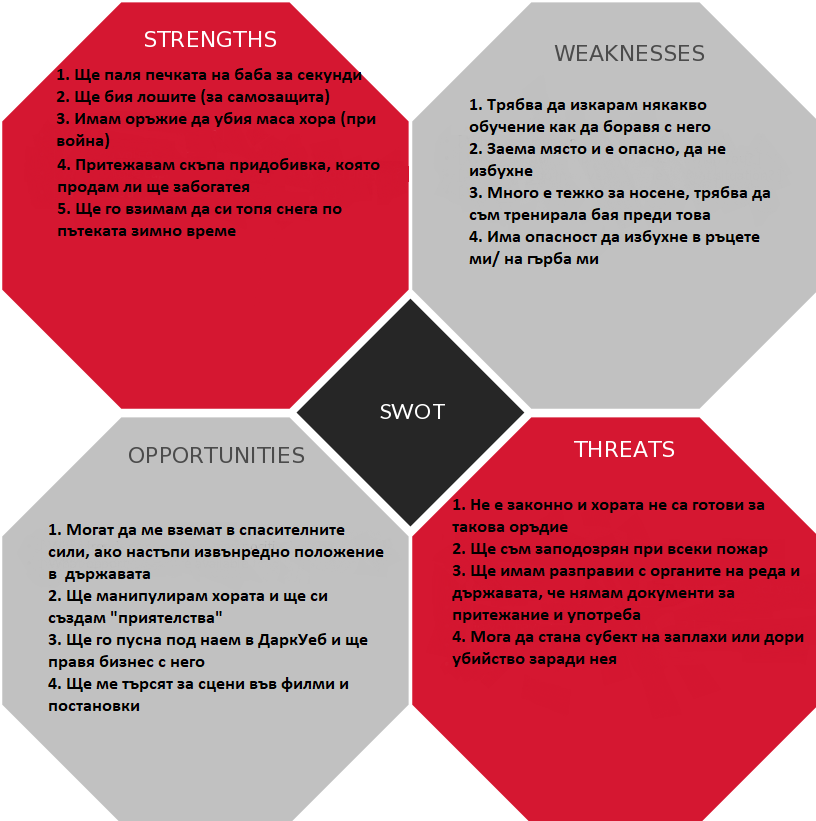 STRENGTHS
1. Ще паля печката на баба за секунди
2. Ще бия лошите (за самозащита)
3. Имам оръжие да убия маса хора (при
война)
4. Притежавам скъпа придобивка, която
продам ли ще забогатея
5. Ще го взимам да си топя снега по
пътеката зимно време
WEAKNESSES
1. Трябва да изкарам някакво
обучение как да боравя с него
2. Заема място и е опасно, да не
избухне
3. Много е тежко за носене, трябва да
съм тренирала бая преди това
4. Има опасност да избухне в ръцете
ми/ на гърба ми
SWOT
OPPORTUNITIES
1. Могат да ме вземат в спасителните
сили, ако настъпи извънредно положение
в  държавата
2. Ще манипулирам хората и ще си
създам "приятелства"
3. Ще го пусна под наем в ДаркУеб и ще
правя бизнес с него
4. Ще ме търсят за сцени във филми и
постановки
THREATS
1. Не е законно и хората не са готови за
такова оръдие
2. Ще съм заподозрян при всеки пожар
3. Ще имам разправии с органите на реда и
държавата, че нямам документи за
притежание и употреба
4. Мога да стана субект на заплахи или дори
убийство заради нея